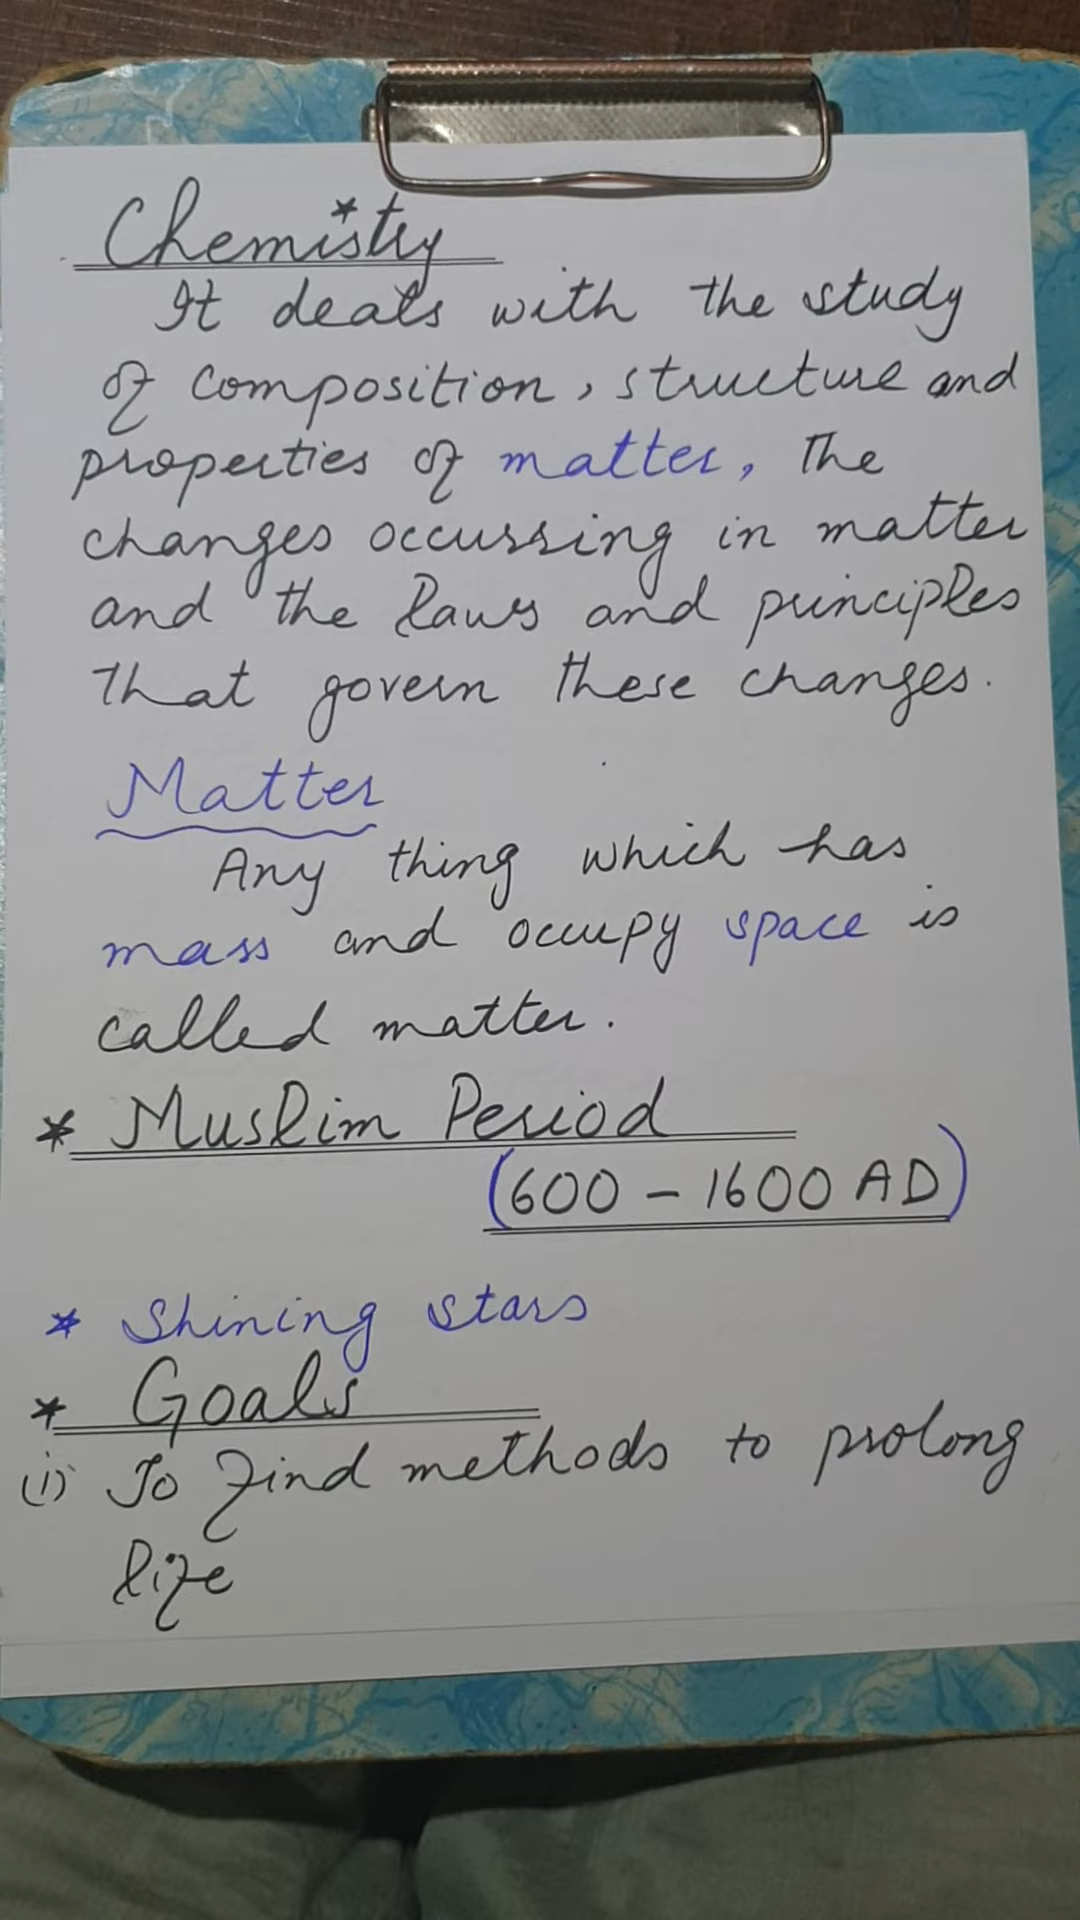 Chemistry
It deals with the study
of composition, structure and
properties of matter, The
changes occurring in matter
and the laws and principles
That govern these changes.
Matter
Any thing which has
mass and occupy space is
called matter.
* Muslim Period
(600 - 1600 AD)
* Shining stars
* Goals
(i) To find methods to prolong
life